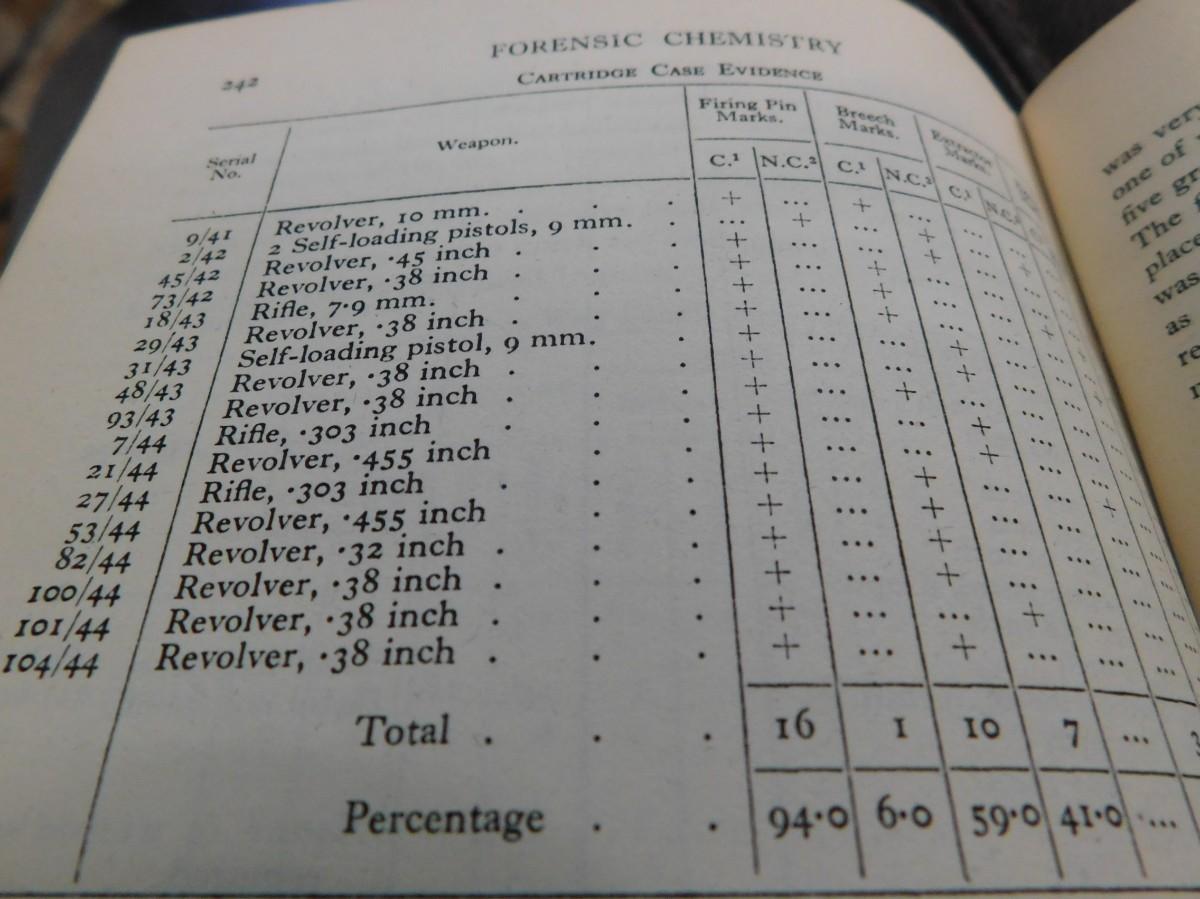 242
FORENSIC CHEMISTRY
CARTRIDGE CASE EVIDENCE
Serial No. Weapon. Firing Pin Marks. Breech Marks. Extractor Marks.
C.¹ N.C.² C.¹ N.C.² C.¹ N.C.²
9/41 Revolver, 10 mm. . . . + ... + ...
2/42 2 Self-loading pistols, 9 mm. . ... + ... +
45/42 Revolver, ·45 inch . . . + ... ... +
73/42 Revolver, ·38 inch . . . + ... + ...
18/43 Rifle, 7·9 mm. . . . + ... + ...
29/43 Revolver, ·38 inch . . . + ... + ...
31/43 Self-loading pistol, 9 mm. . . + ... ... +
48/43 Revolver, ·38 inch . . . + ... ... +
93/43 Revolver, ·38 inch . . . + ... + ...
7/44 Rifle, ·303 inch . . . + ... ... +
21/44 Revolver, ·455 inch . . + ... ... +
27/44 Rifle, ·303 inch . . . + ... + ...
53/44 Revolver, ·455 inch . . + ... + ...
82/44 Revolver, ·32 inch . . . + ... + ...
100/44 Revolver, ·38 inch . . . + ... + ...
101/44 Revolver, ·38 inch . . . + ... ... +
104/44 Revolver, ·38 inch . . . + ... + ...
Total . . . 16 1 10 7 ...
Percentage . . 94·0 6·0 59·0 41·0 ...
was very
one of
five
The
place
was
as